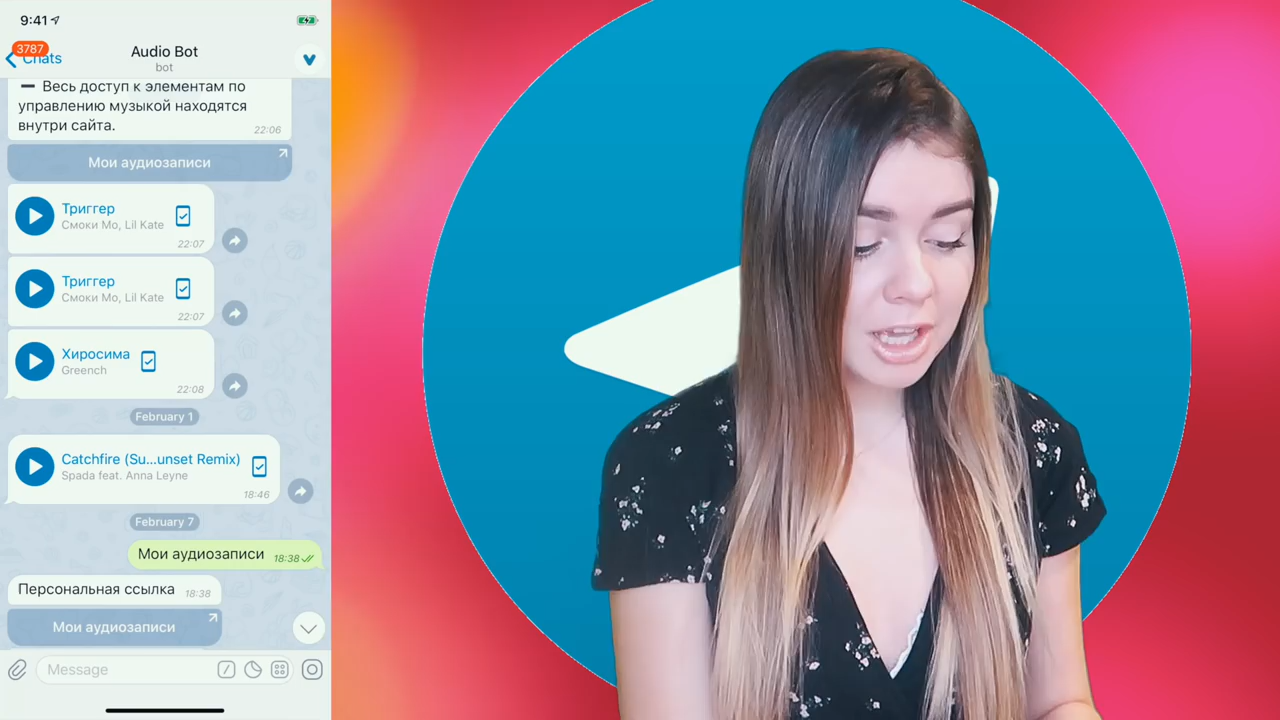 9:41
3787
Chats
Audio Bot
bot
➖ Весь доступ к элементам по
управлению музыкой находятся
внутри сайта.
22:06
Мои аудиозаписи
Триггер
Смоки Мо, Lil Kate
22:07
Триггер
Смоки Мо, Lil Kate
22:07
Хиросима
Greench
22:08
February 1
Catchfire (Su...unset Remix)
Spada feat. Anna Leyne
18:46
February 7
Мои аудиозаписи 18:38
Персональная ссылка 18:38
Мои аудиозаписи
Message